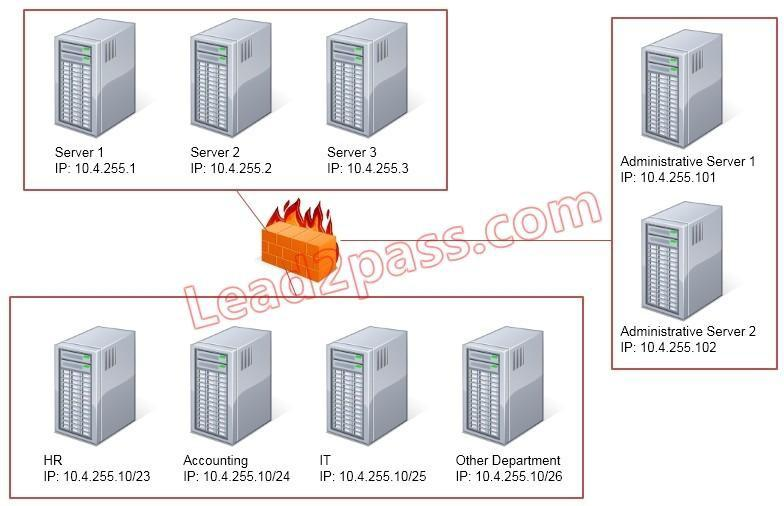 Server 1
IP: 10.4.255.1
Server 2
IP: 10.4.255.2
Server 3
IP: 10.4.255.3
Administrative Server 1
IP: 10.4.255.101
Administrative Server 2
IP: 10.4.255.102
Lead2pass.com
HR
IP: 10.4.255.10/23
Accounting
IP: 10.4.255.10/24
IT
IP: 10.4.255.10/25
Other Department
IP: 10.4.255.10/26